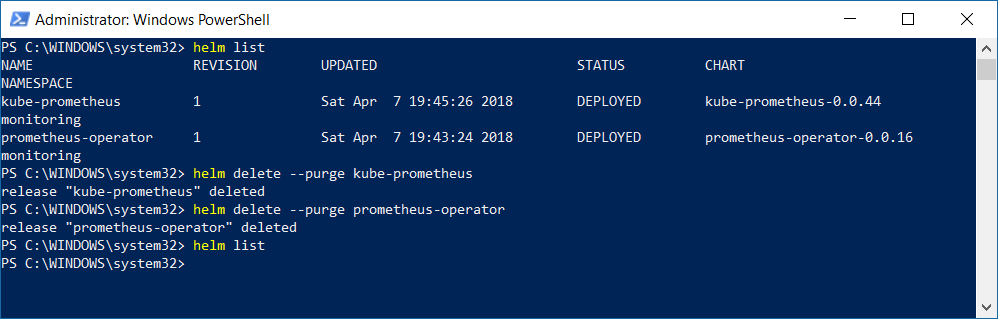 Administrator: Windows PowerShell
PS C:\WINDOWS\system32> helm list
NAME                    REVISION        UPDATED                         STATUS          CHART
NAMESPACE
kube-prometheus         1               Sat Apr  7 19:45:26 2018        DEPLOYED        kube-prometheus-0.0.44
monitoring
prometheus-operator     1               Sat Apr  7 19:43:24 2018        DEPLOYED        prometheus-operator-0.0.16
monitoring
PS C:\WINDOWS\system32> helm delete --purge kube-prometheus
release "kube-prometheus" deleted
PS C:\WINDOWS\system32> helm delete --purge prometheus-operator
release "prometheus-operator" deleted
PS C:\WINDOWS\system32> helm list
PS C:\WINDOWS\system32>